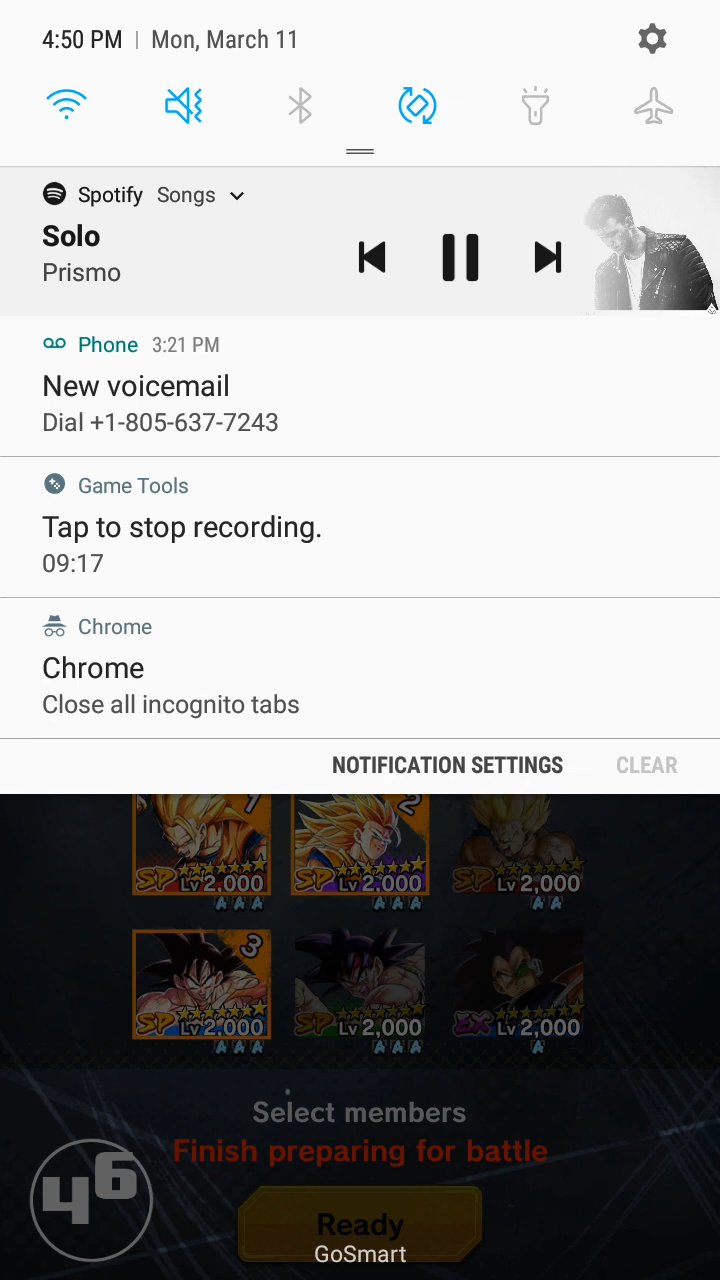 4:50 PM | Mon, March 11
Spotify Songs
Solo
Prismo
Phone 3:21 PM
New voicemail
Dial +1-805-637-7243
Game Tools
Tap to stop recording.
09:17
Chrome
Chrome
Close all incognito tabs
NOTIFICATION SETTINGS CLEAR
1 2
SP Lv 2,000 SP Lv 2,000 SP Lv 2,000
A A A A A A A A
3
SP Lv 2,000 SP Lv 2,000 EX Lv 2,000
A A A A A A A
Select members
Finish preparing for battle
46
Ready
GoSmart